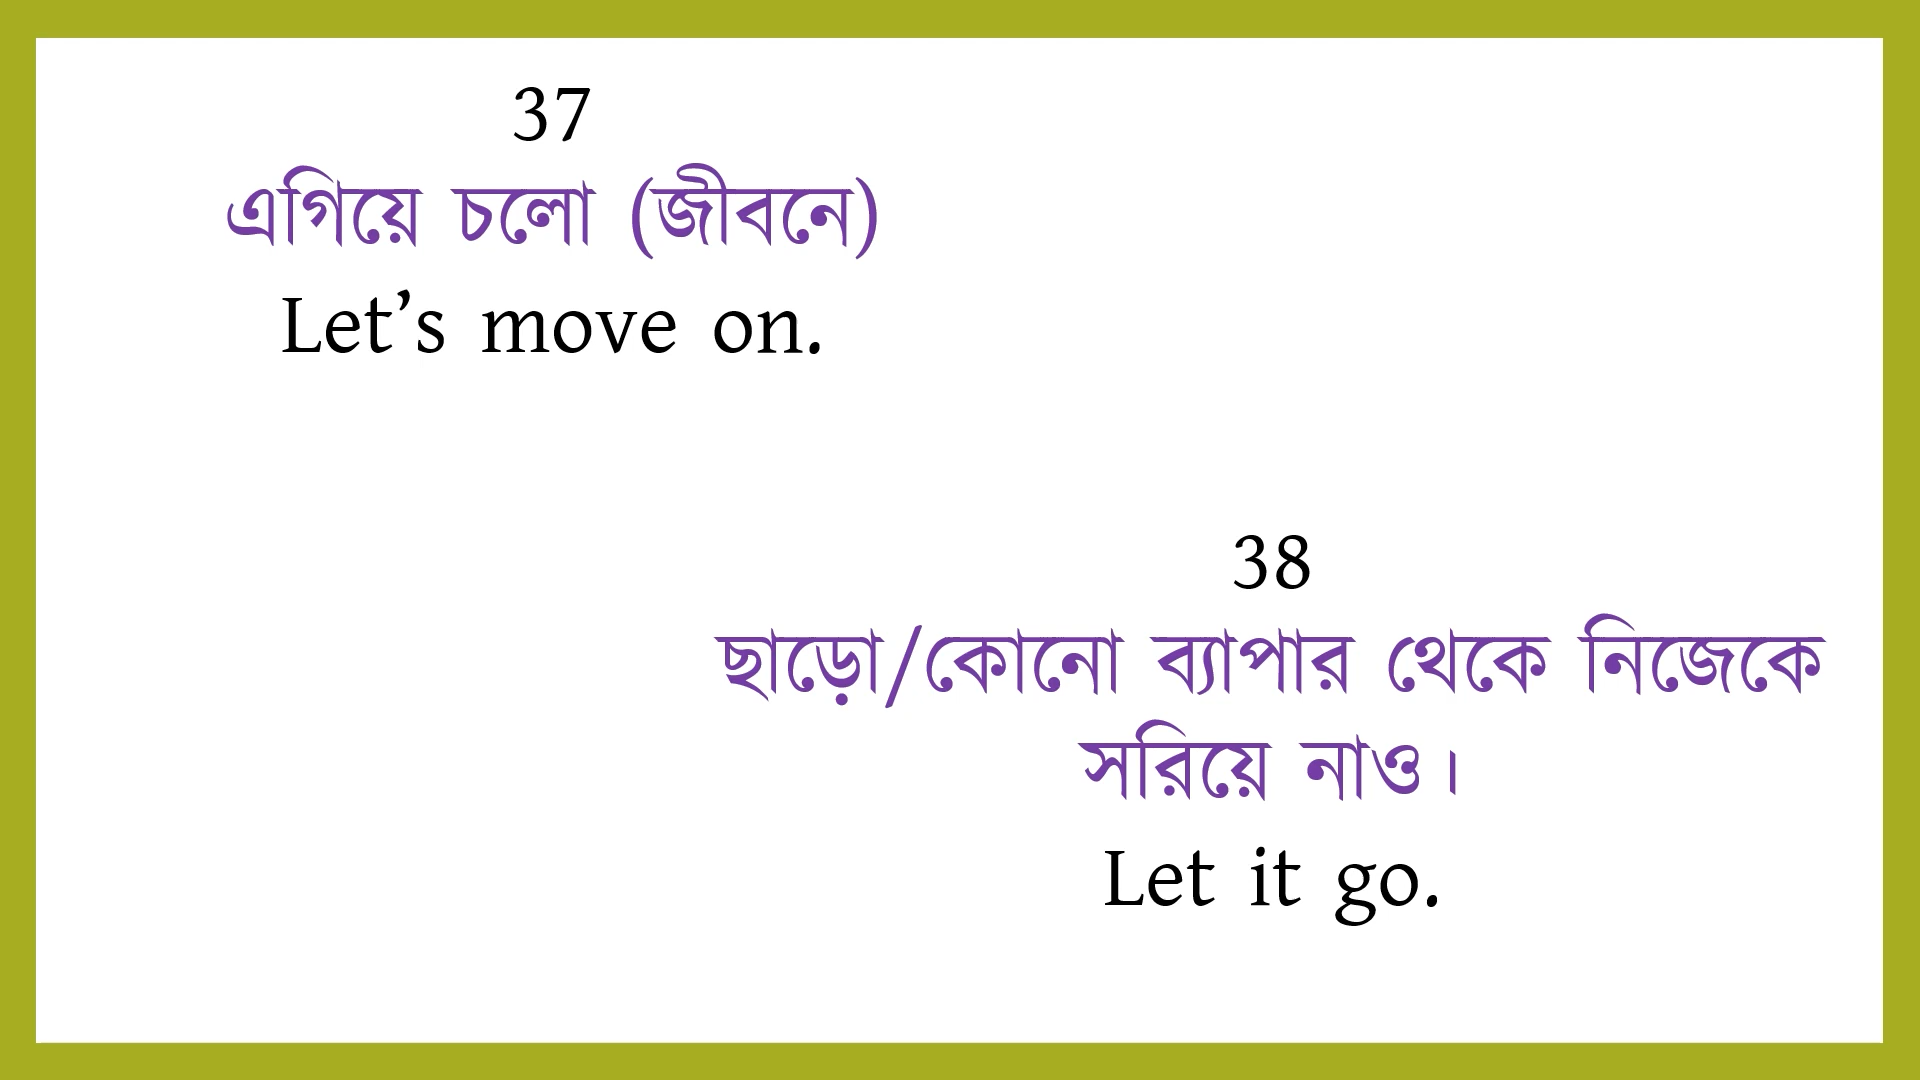 37
এগিয়ে চলো (জীবনে)
Let’s move on.
38
ছাড়ো/কোনো ব্যাপার থেকে নিজেকে
সরিয়ে নাও।
Let it go.